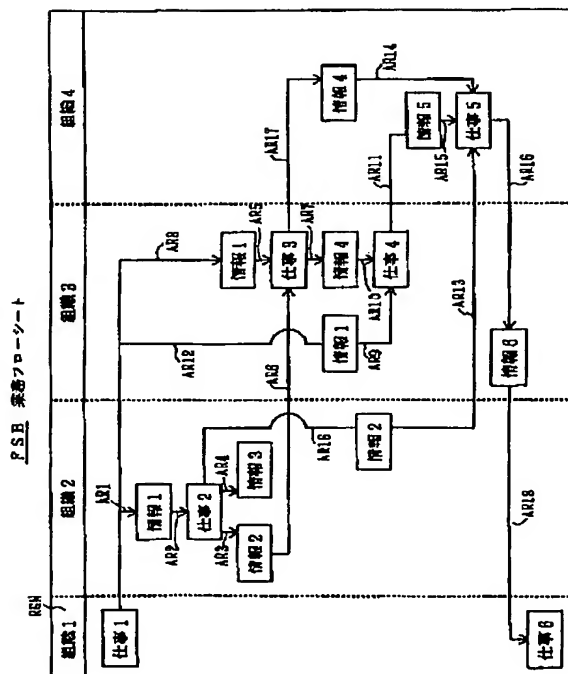 FSB 業務フローシート
RGN
組織1
組織2
組織3
組織4
仕事1
AR1
AR12
AR8
情報1
AR2
仕事2
AR3
AR4
情報2
情報3
AR6
情報1
AR5
仕事3
AR17
AR7
情報4
AR10
情報1
AR9
仕事4
AR11
情報4
AR14
情報5
AR15
仕事5
AR16
情報2
AR13
AR16
情報6
AR18
仕事6